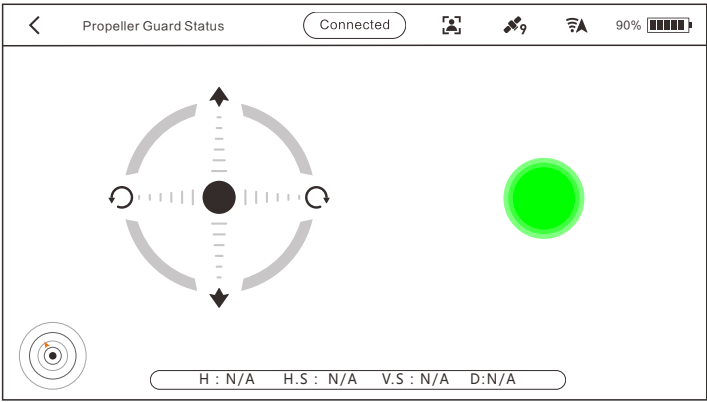 Propeller Guard Status Connected 9 90%
H : N/A H.S : N/A V.S : N/A D:N/A